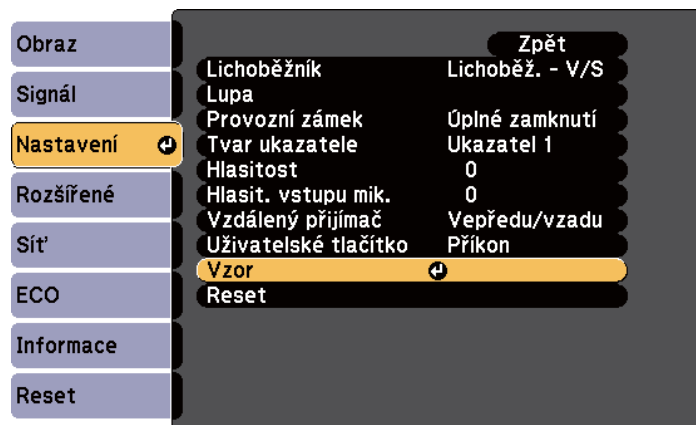 Obraz
Signál
Nastavení
Rozšířené
Síť
ECO
Informace
Reset
Zpět
Lichoběžník Lichoběž. - V/S
Lupa
Provozní zámek Úplné zamknutí
Tvar ukazatele Ukazatel 1
Hlasitost 0
Hlasit. vstupu mik. 0
Vzdálený přijímač Vepředu/vzadu
Uživatelské tlačítko Příkon
Vzor
Reset